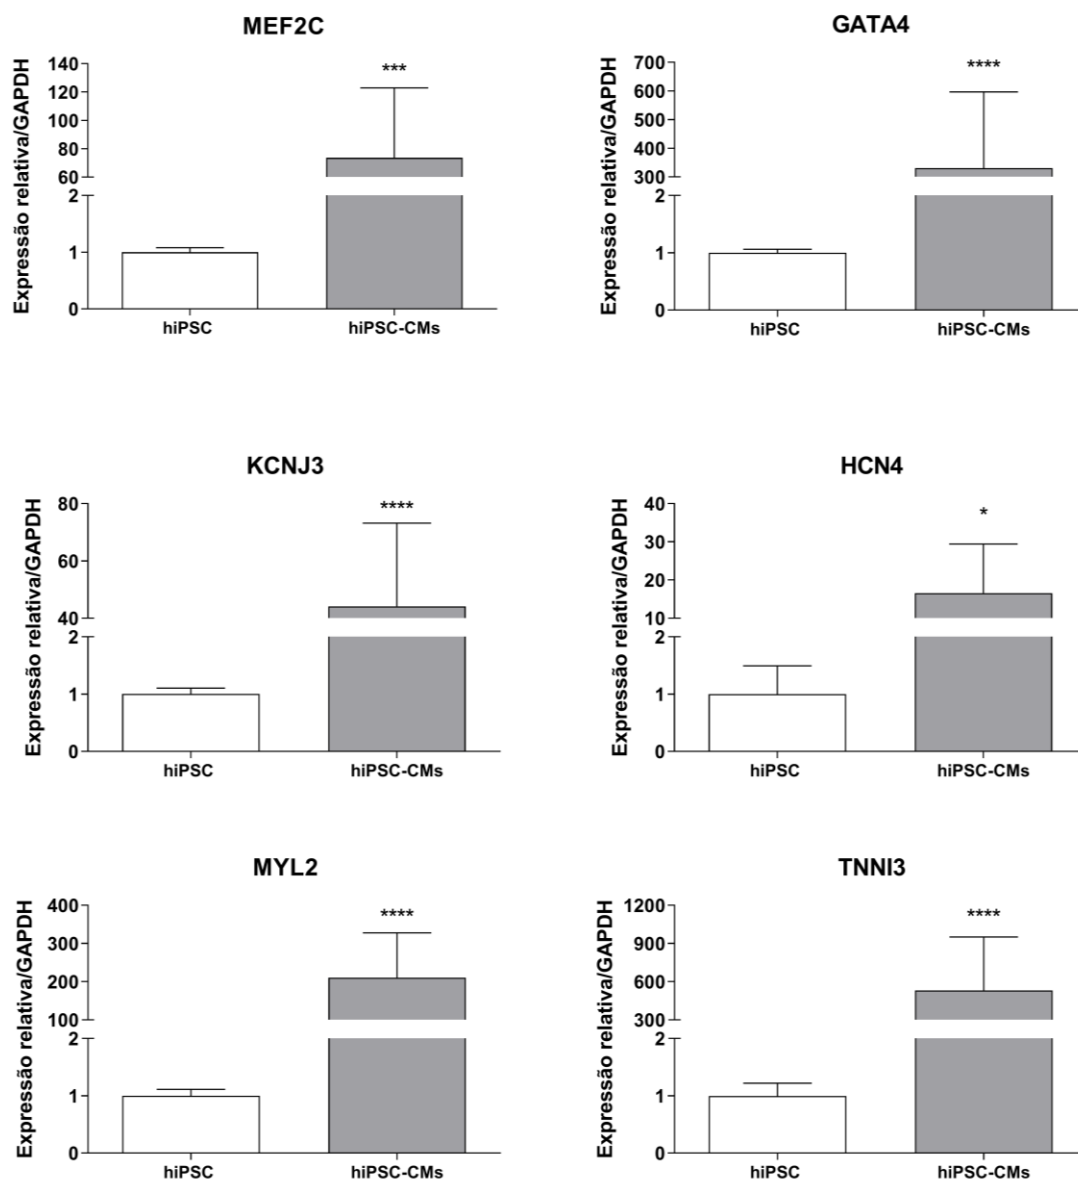 MEF2C
Expressão relativa/GAPDH
140
120
100
80
60
2
1
0
***
hiPSC
hiPSC-CMs
GATA4
Expressão relativa/GAPDH
700
600
500
400
300
2
1
0
****
hiPSC
hiPSC-CMs
KCNJ3
Expressão relativa/GAPDH
80
60
40
2
1
0
****
hiPSC
hiPSC-CMs
HCN4
Expressão relativa/GAPDH
40
30
20
10
2
1
0
*
hiPSC
hiPSC-CMs
MYL2
Expressão relativa/GAPDH
400
300
200
100
2
1
0
****
hiPSC
hiPSC-CMs
TNNI3
Expressão relativa/GAPDH
1200
900
600
300
2
1
0
****
hiPSC
hiPSC-CMs